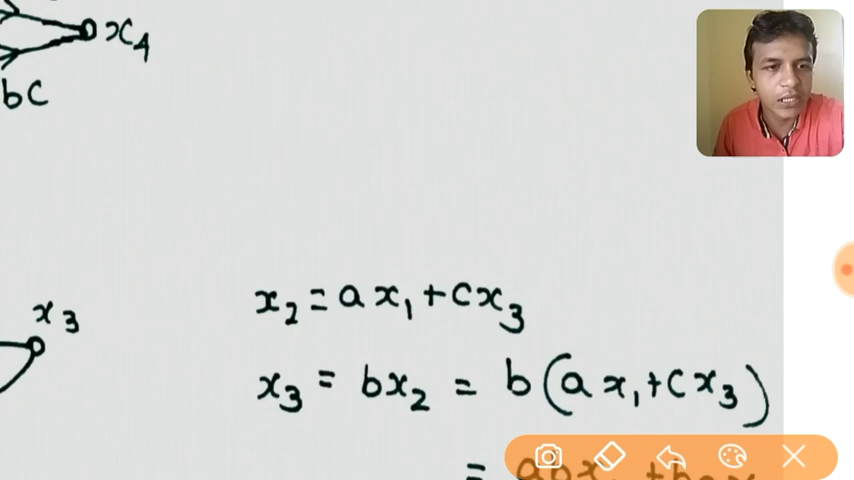 x₄
bc
x₂ = ax₁ + cx₃
x₃
x₃ = bx₂ = b(ax₁ + cx₃)
=